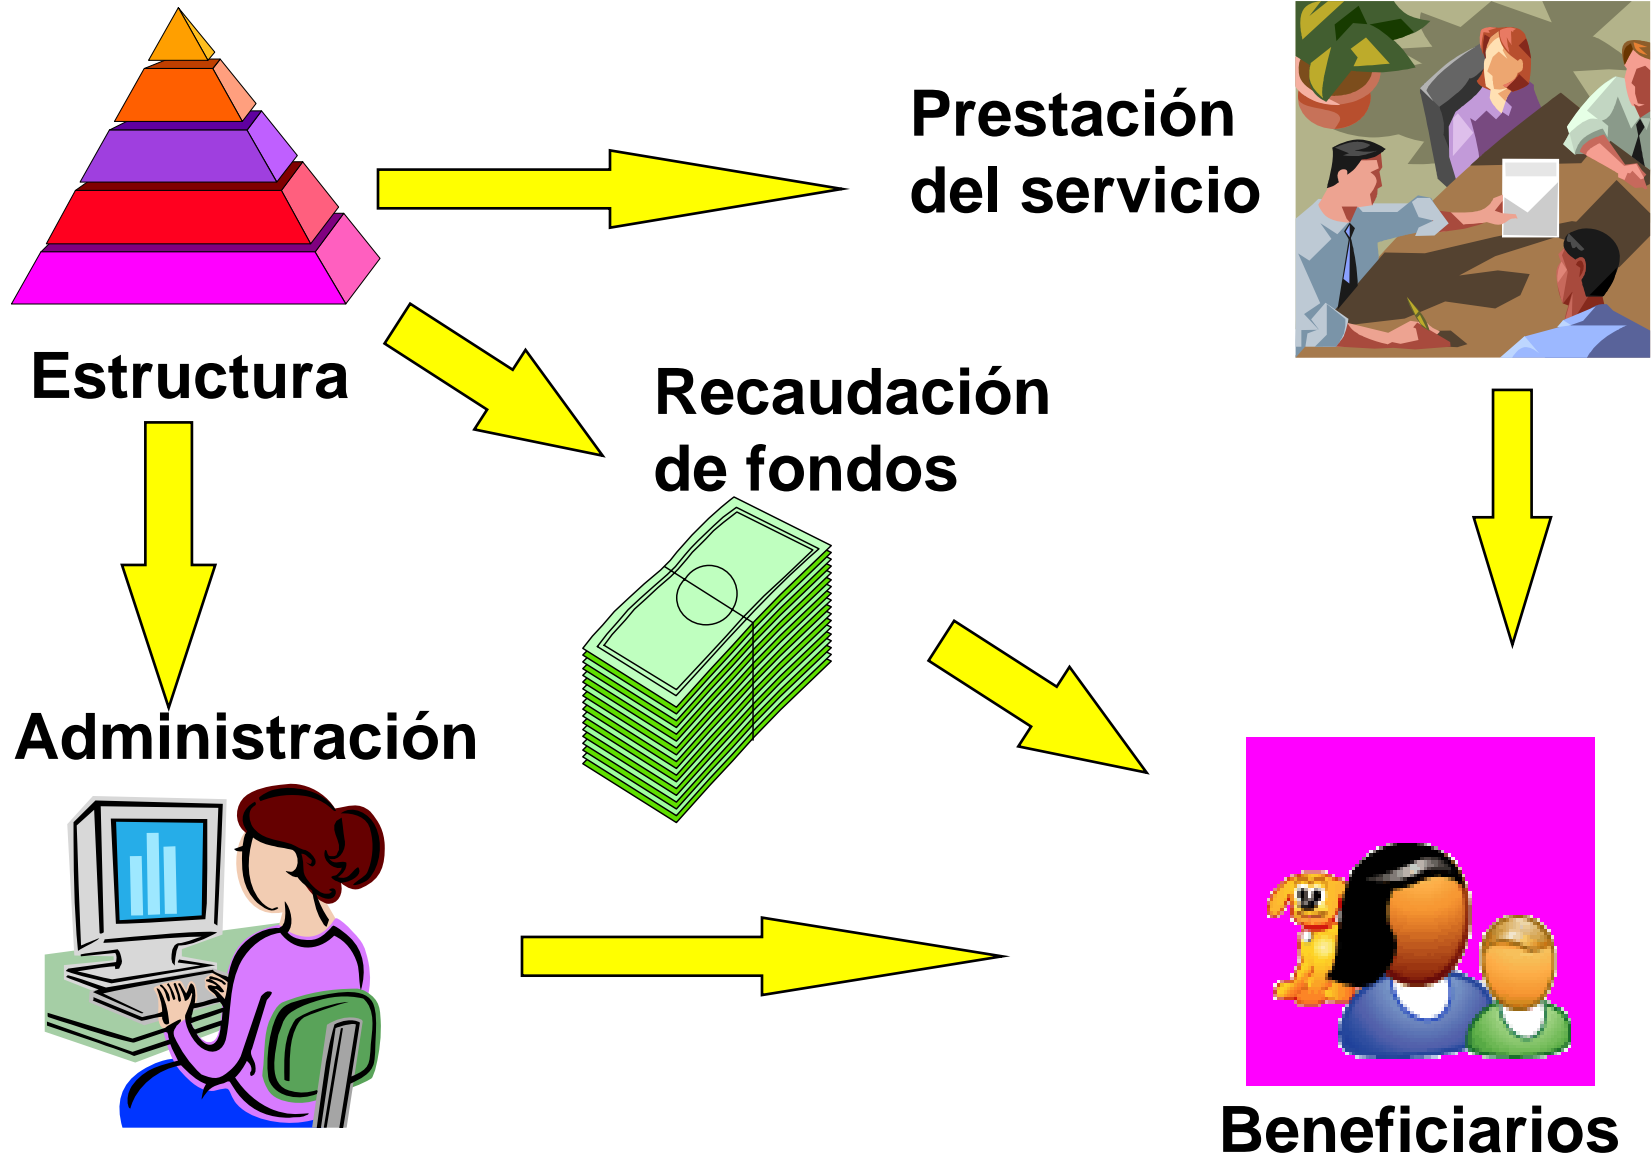 Prestación
del servicio
Estructura
Recaudación
de fondos
Administración
Beneficiarios